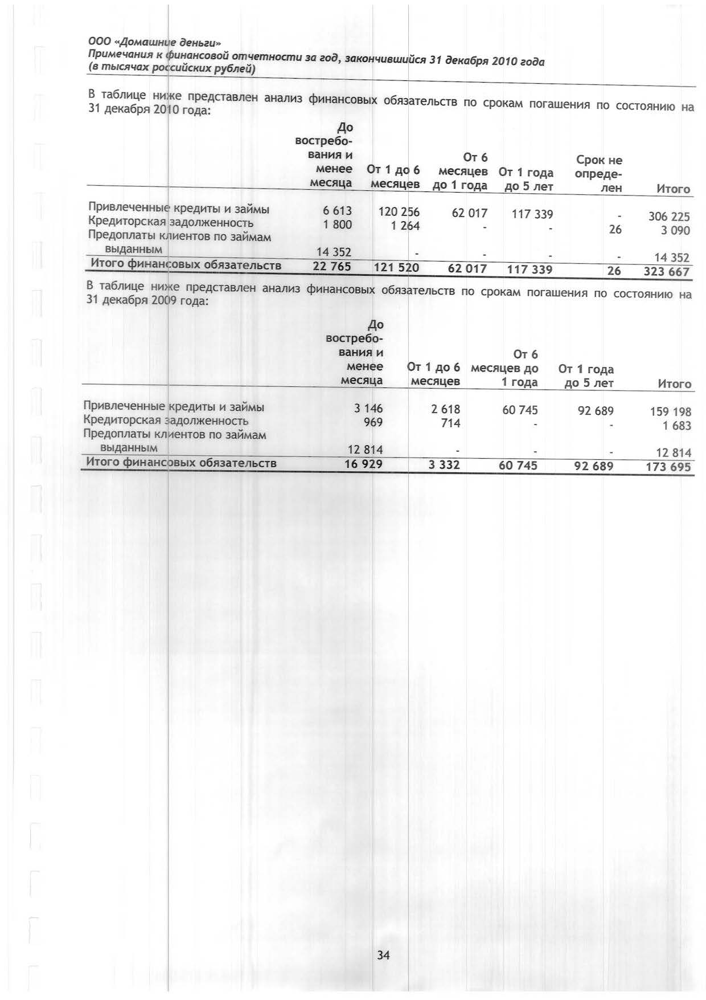 ООО «Домашние деньги»
Примечания к финансовой отчетности за год, закончившийся 31 декабря 2010 года
(в тысячах российских рублей)
В таблице ниже представлен анализ финансовых обязательств по срокам погашения по состоянию на
31 декабря 2010 года:
До
востребо-
вания и
менее
месяца
От 1 до 6
месяцев
От 6
месяцев
до 1 года
От 1 года
до 5 лет
Срок не
опреде-
лен
Итого
Привлеченные кредиты и займы 6 613 120 256 62 017 117 339 - 306 225
Кредиторская задолженность 1 800 1 264 - - 26 3 090
Предоплаты клиентов по займам
выданным 14 352 - - - - 14 352
Итого финансовых обязательств 22 765 121 520 62 017 117 339 26 323 667
В таблице ниже представлен анализ финансовых обязательств по срокам погашения по состоянию на
31 декабря 2009 года:
До
востребо-
вания и
менее
месяца
От 1 до 6
месяцев
От 6
месяцев до
1 года
От 1 года
до 5 лет
Итого
Привлеченные кредиты и займы 3 146 2 618 60 745 92 689 159 198
Кредиторская задолженность 969 714 - - 1 683
Предоплаты клиентов по займам
выданным 12 814 - - - 12 814
Итого финансовых обязательств 16 929 3 332 60 745 92 689 173 695
34